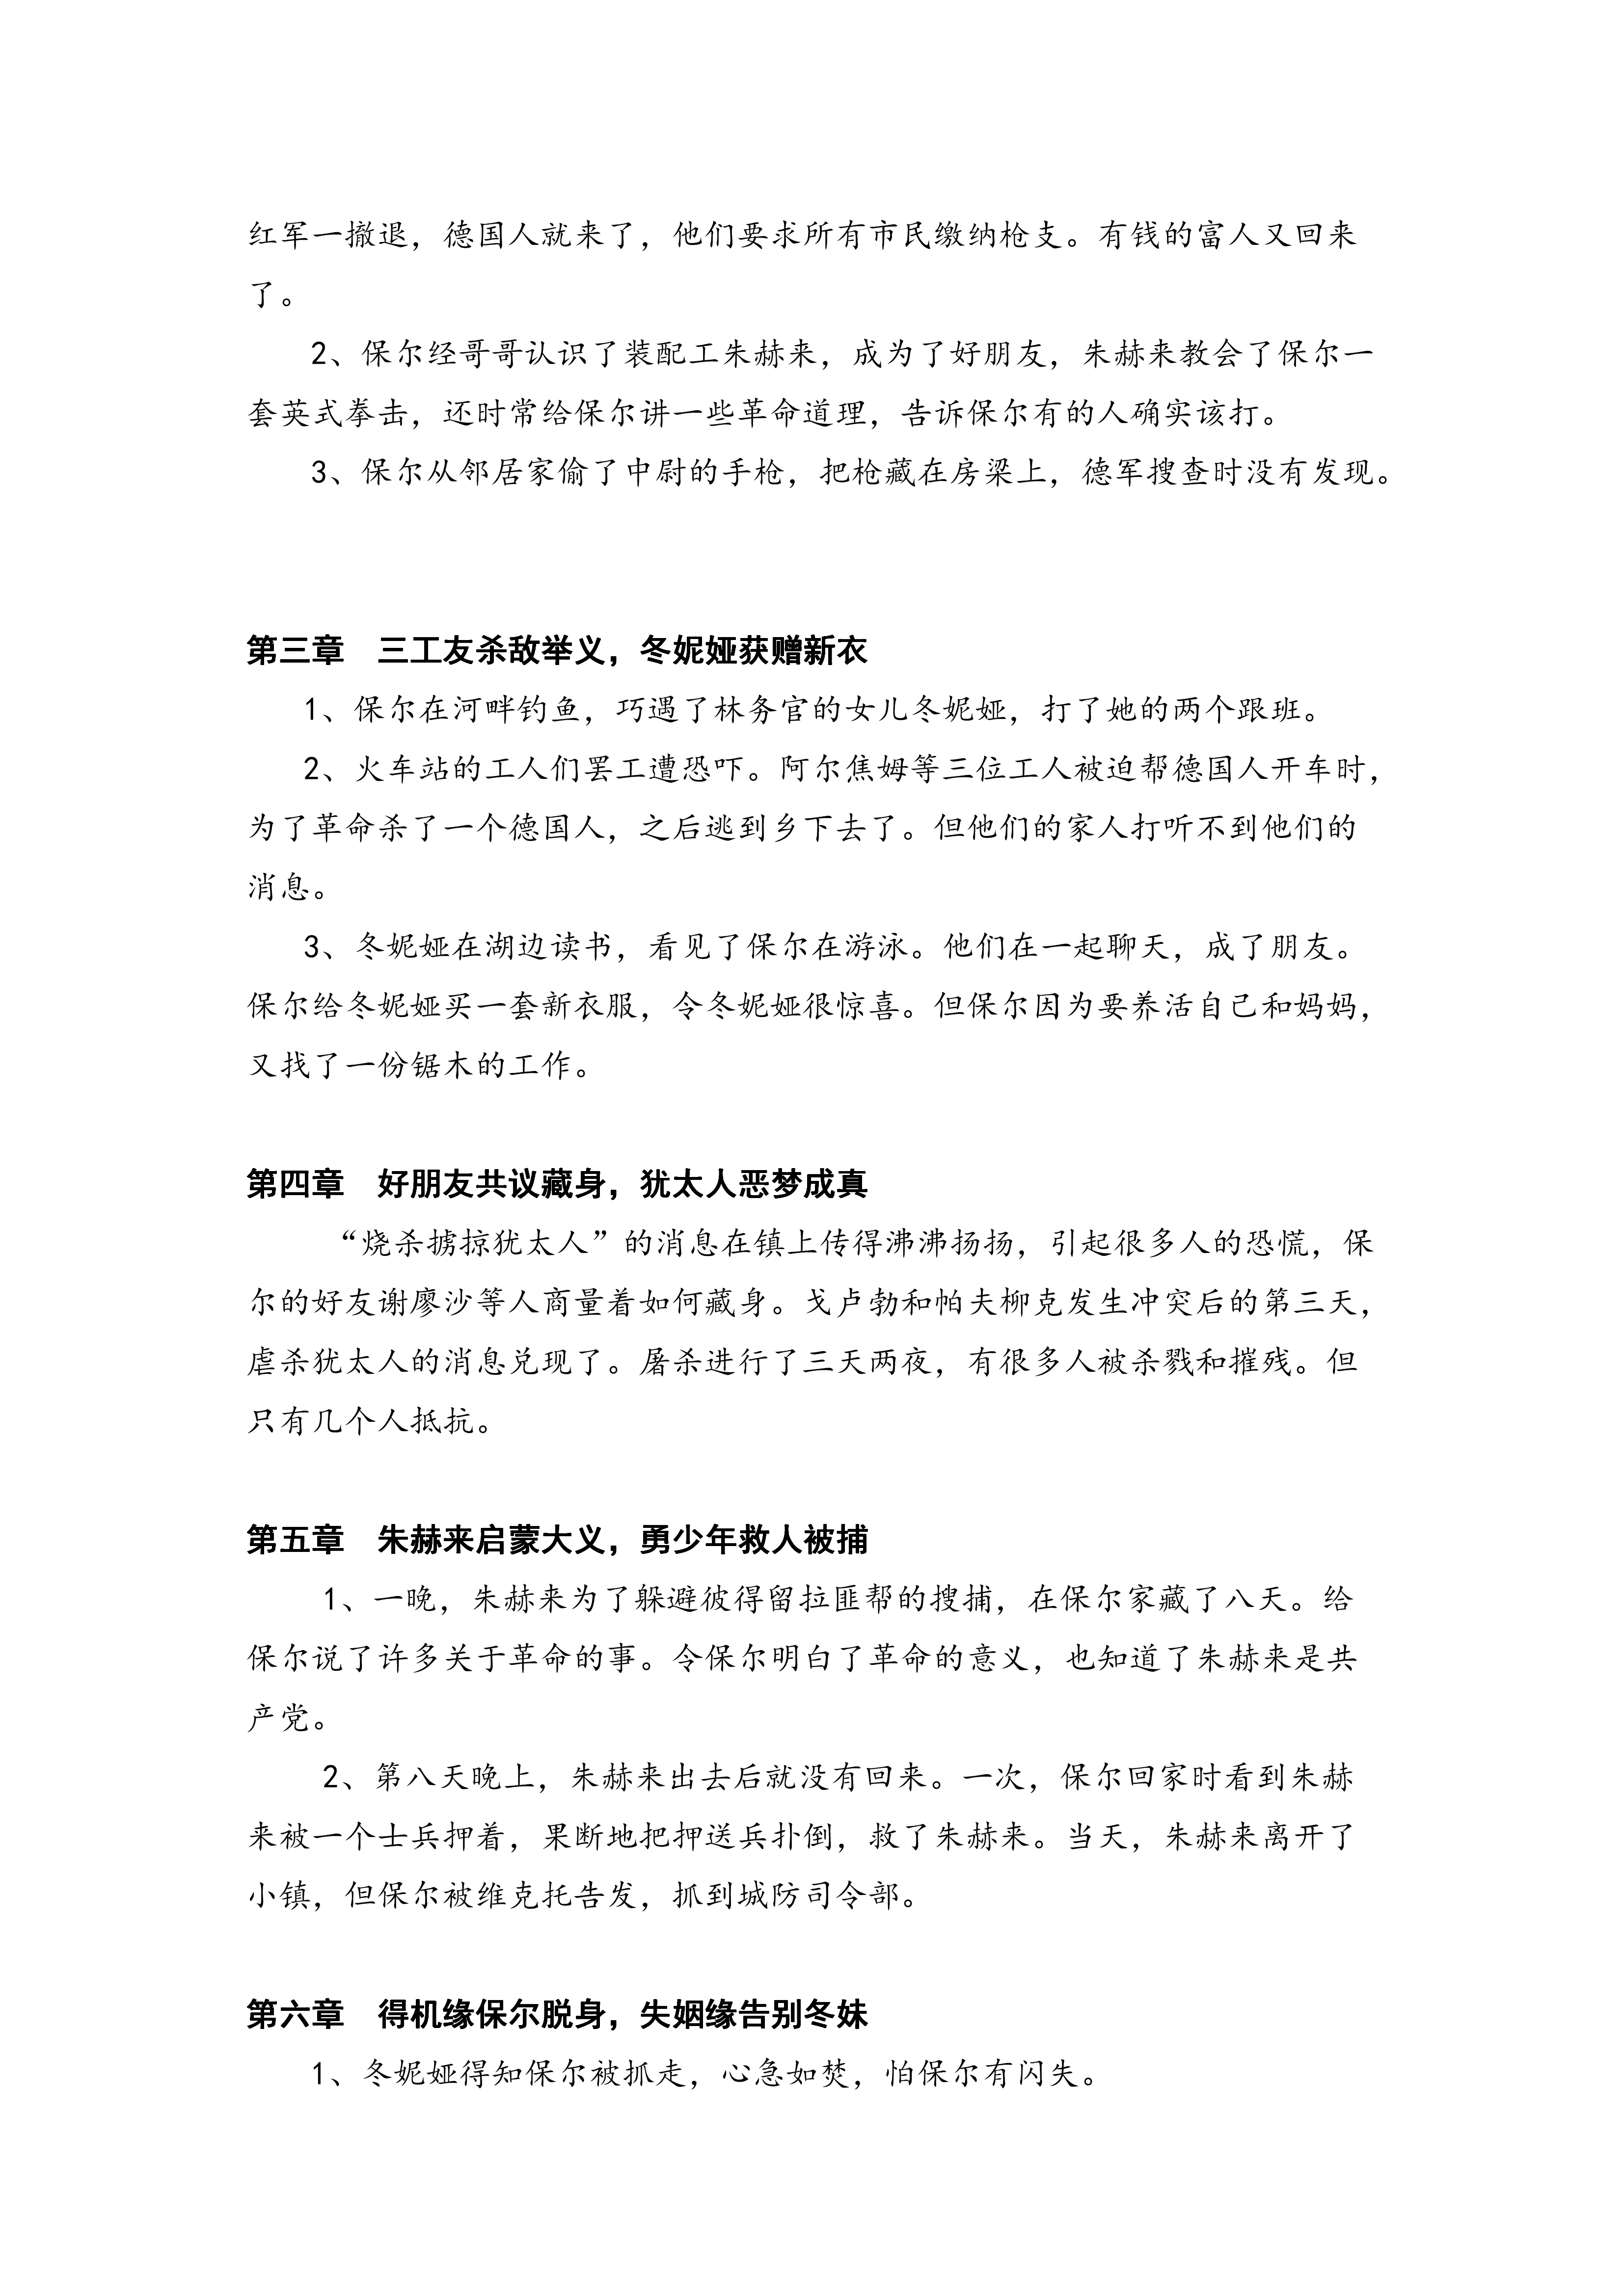 红军一撤退，德国人就来了，他们要求所有市民缴纳枪支。有钱的富人又回来
了。
2、保尔经哥哥认识了装配工朱赫来，成为了好朋友，朱赫来教会了保尔一
套英式拳击，还时常给保尔讲一些革命道理，告诉保尔有的人确实该打。
3、保尔从邻居家偷了中尉的手枪，把枪藏在房梁上，德军搜查时没有发现。
第三章　三工友杀敌举义，冬妮娅获赠新衣
1、保尔在河畔钓鱼，巧遇了林务官的女儿冬妮娅，打了她的两个跟班。
2、火车站的工人们罢工遭恐吓。阿尔焦姆等三位工人被迫帮德国人开车时，
为了革命杀了一个德国人，之后逃到乡下去了。但他们的家人打听不到他们的
消息。
3、冬妮娅在湖边读书，看见了保尔在游泳。他们在一起聊天，成了朋友。
保尔给冬妮娅买一套新衣服，令冬妮娅很惊喜。但保尔因为要养活自己和妈妈，
又找了一份锯木的工作。
第四章　好朋友共议藏身，犹太人恶梦成真
“烧杀掳掠犹太人”的消息在镇上传得沸沸扬扬，引起很多人的恐慌，保
尔的好友谢廖沙等人商量着如何藏身。戈卢勃和帕夫柳克发生冲突后的第三天，
虐杀犹太人的消息兑现了。屠杀进行了三天两夜，有很多人被杀戮和摧残。但
只有几个人抵抗。
第五章　朱赫来启蒙大义，勇少年救人被捕
1、一晚，朱赫来为了躲避彼得留拉匪帮的搜捕，在保尔家藏了八天。给
保尔说了许多关于革命的事。令保尔明白了革命的意义，也知道了朱赫来是共
产党。
2、第八天晚上，朱赫来出去后就没有回来。一次，保尔回家时看到朱赫
来被一个士兵押着，果断地把押送兵扑倒，救了朱赫来。当天，朱赫来离开了
小镇，但保尔被维克托告发，抓到城防司令部。
第六章　得机缘保尔脱身，失姻缘告别冬妹
1、冬妮娅得知保尔被抓走，心急如焚，怕保尔有闪失。